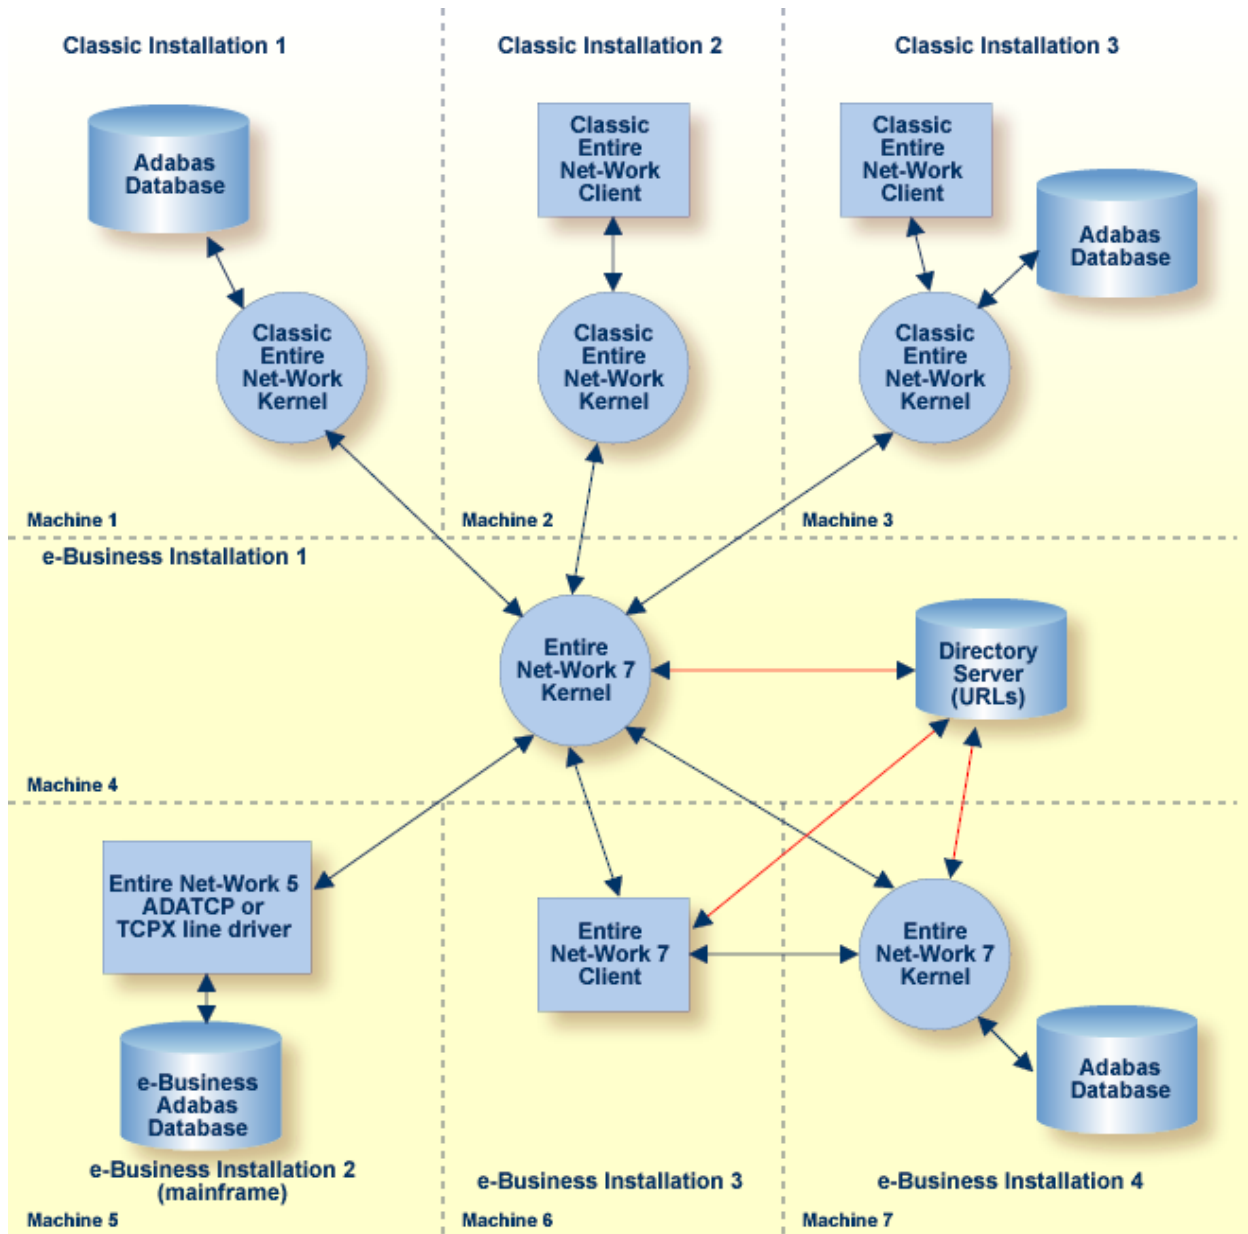 Classic Installation 1
Classic Installation 2
Classic Installation 3
Adabas
Database
Classic
Entire
Net-Work
Client
Classic
Entire
Net-Work
Client
Adabas
Database
Classic
Entire
Net-Work
Kernel
Classic
Entire
Net-Work
Kernel
Classic
Entire
Net-Work
Kernel
Machine 1
Machine 2
Machine 3
e-Business Installation 1
Entire
Net-Work 7
Kernel
Directory
Server
(URLs)
Machine 4
Entire Net-Work 5
ADATCP or
TCPX line driver
Entire
Net-Work 7
Client
Entire
Net-Work 7
Kernel
e-Business
Adabas
Database
Adabas
Database
e-Business Installation 2
(mainframe)
e-Business Installation 3
e-Business Installation 4
Machine 5
Machine 6
Machine 7